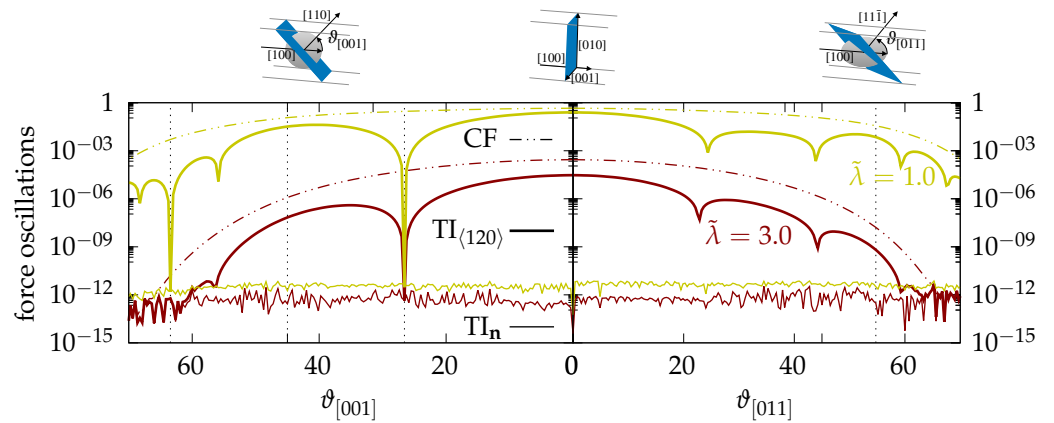 [110]
ϑ[001]
[100]
[010]
[100]
[001]
[111̄]
ϑ[011]
[100]
1
10⁻⁰³
10⁻⁰⁶
10⁻⁰⁹
10⁻¹²
10⁻¹⁵
force oscillations
CF
TI⟨120⟩
TIn
λ̃ = 1.0
λ̃ = 3.0
1
10⁻⁰³
10⁻⁰⁶
10⁻⁰⁹
10⁻¹²
10⁻¹⁵
60 40 20 0 20 40 60
ϑ[001] ϑ[011]